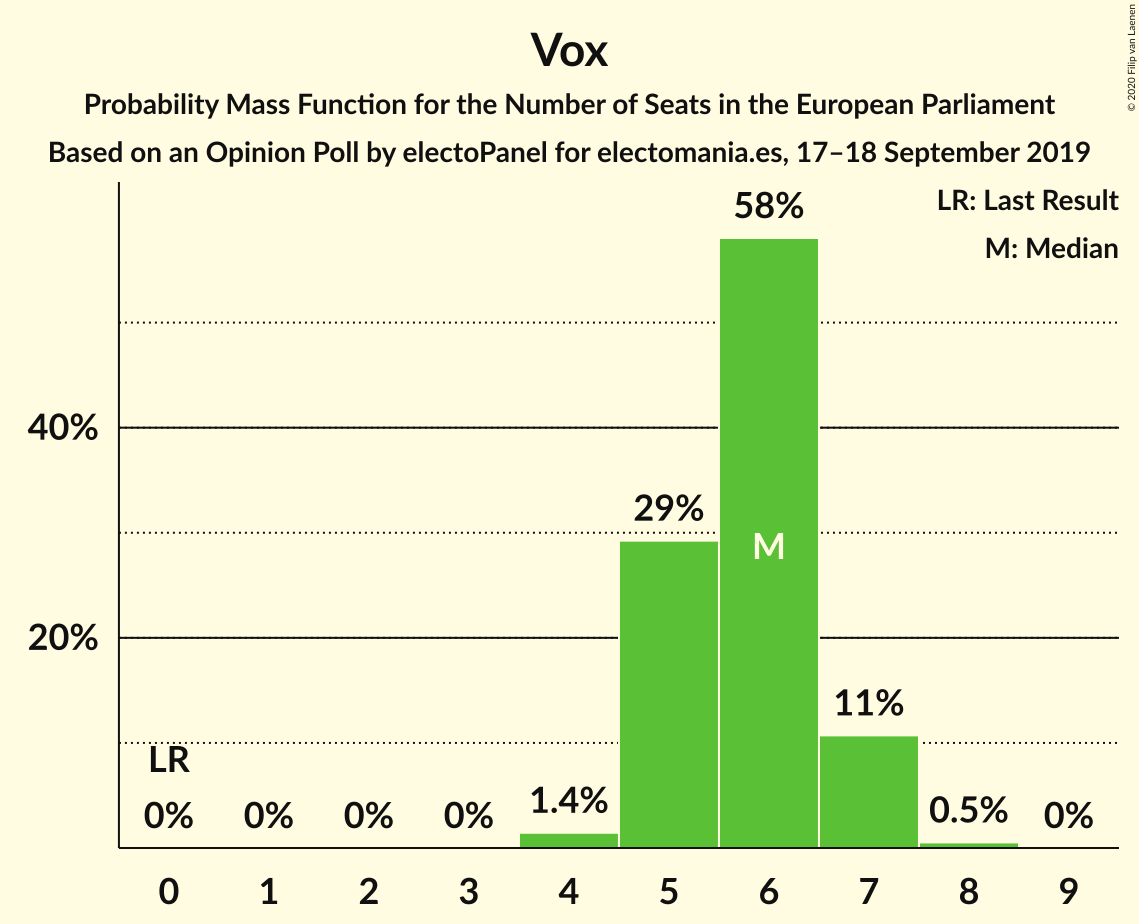 Vox
Probability Mass Function for the Number of Seats in the European Parliament
Based on an Opinion Poll by electoPanel for electomania.es, 17–18 September 2019
© 2020 Filip van Laenen
LR: Last Result
M: Median
58%
40%
29%
M
20%
11%
LR
0% 0% 0% 0% 1.4% 0.5% 0%
0 1 2 3 4 5 6 7 8 9